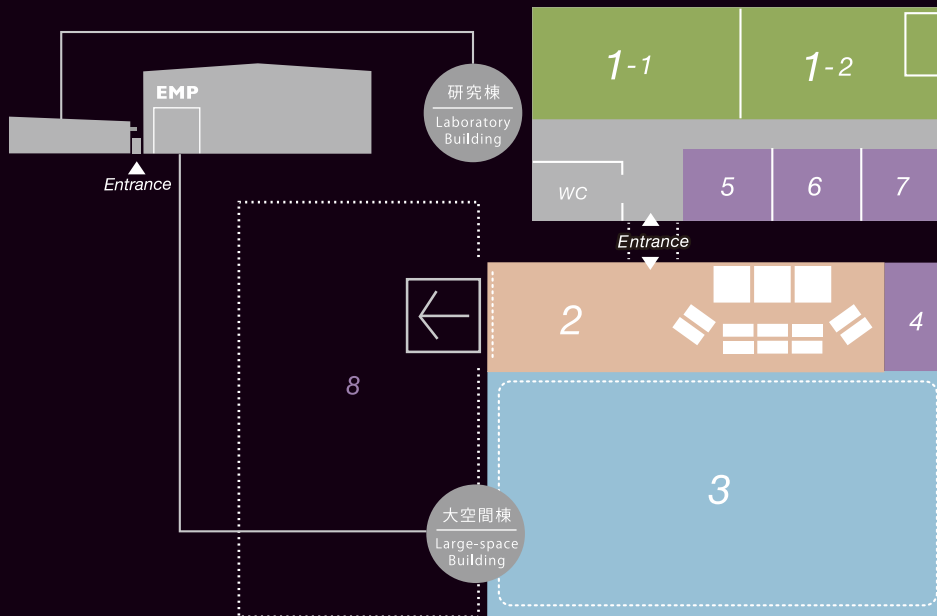 EMP
Entrance
研究棟
Laboratory
Building
1-1
1-2
WC
5
6
7
Entrance
2
4
8
3
大空間棟
Large-space
Building